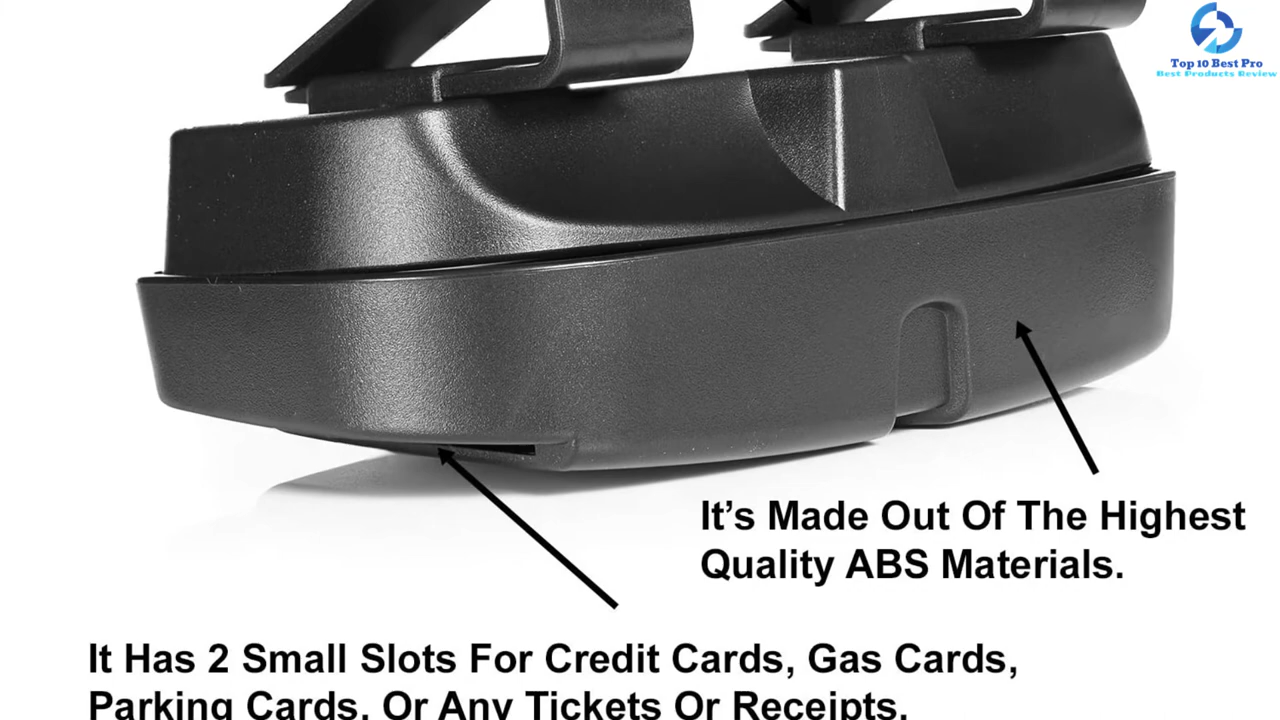 Top 10 Best Pro
Best Products Review
It's Made Out Of The Highest
Quality ABS Materials.
It Has 2 Small Slots For Credit Cards, Gas Cards,
Parking Cards, Or Any Tickets Or Receipts.